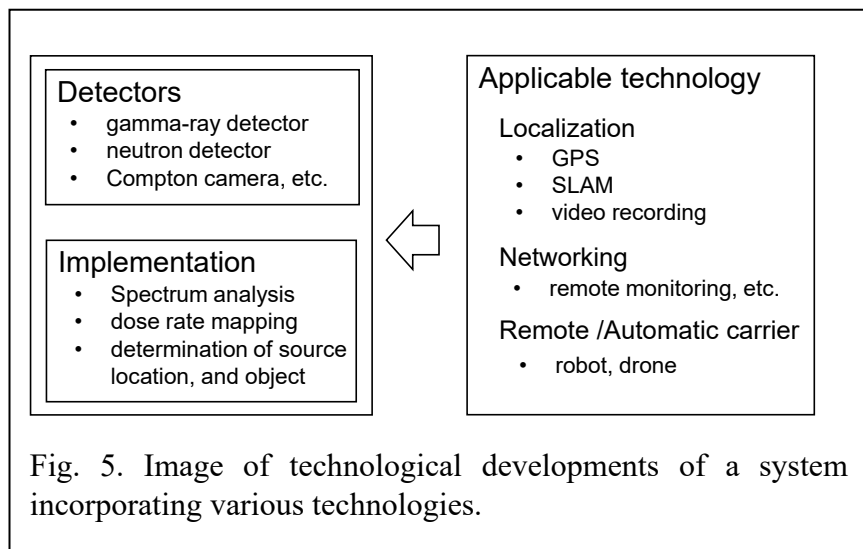 Detectors
• gamma-ray detector
• neutron detector
• Compton camera, etc.
Implementation
• Spectrum analysis
• dose rate mapping
• determination of source
location, and object
Applicable technology
Localization
• GPS
• SLAM
• video recording
Networking
• remote monitoring, etc.
Remote /Automatic carrier
• robot, drone
Fig. 5. Image of technological developments of a system
incorporating various technologies.